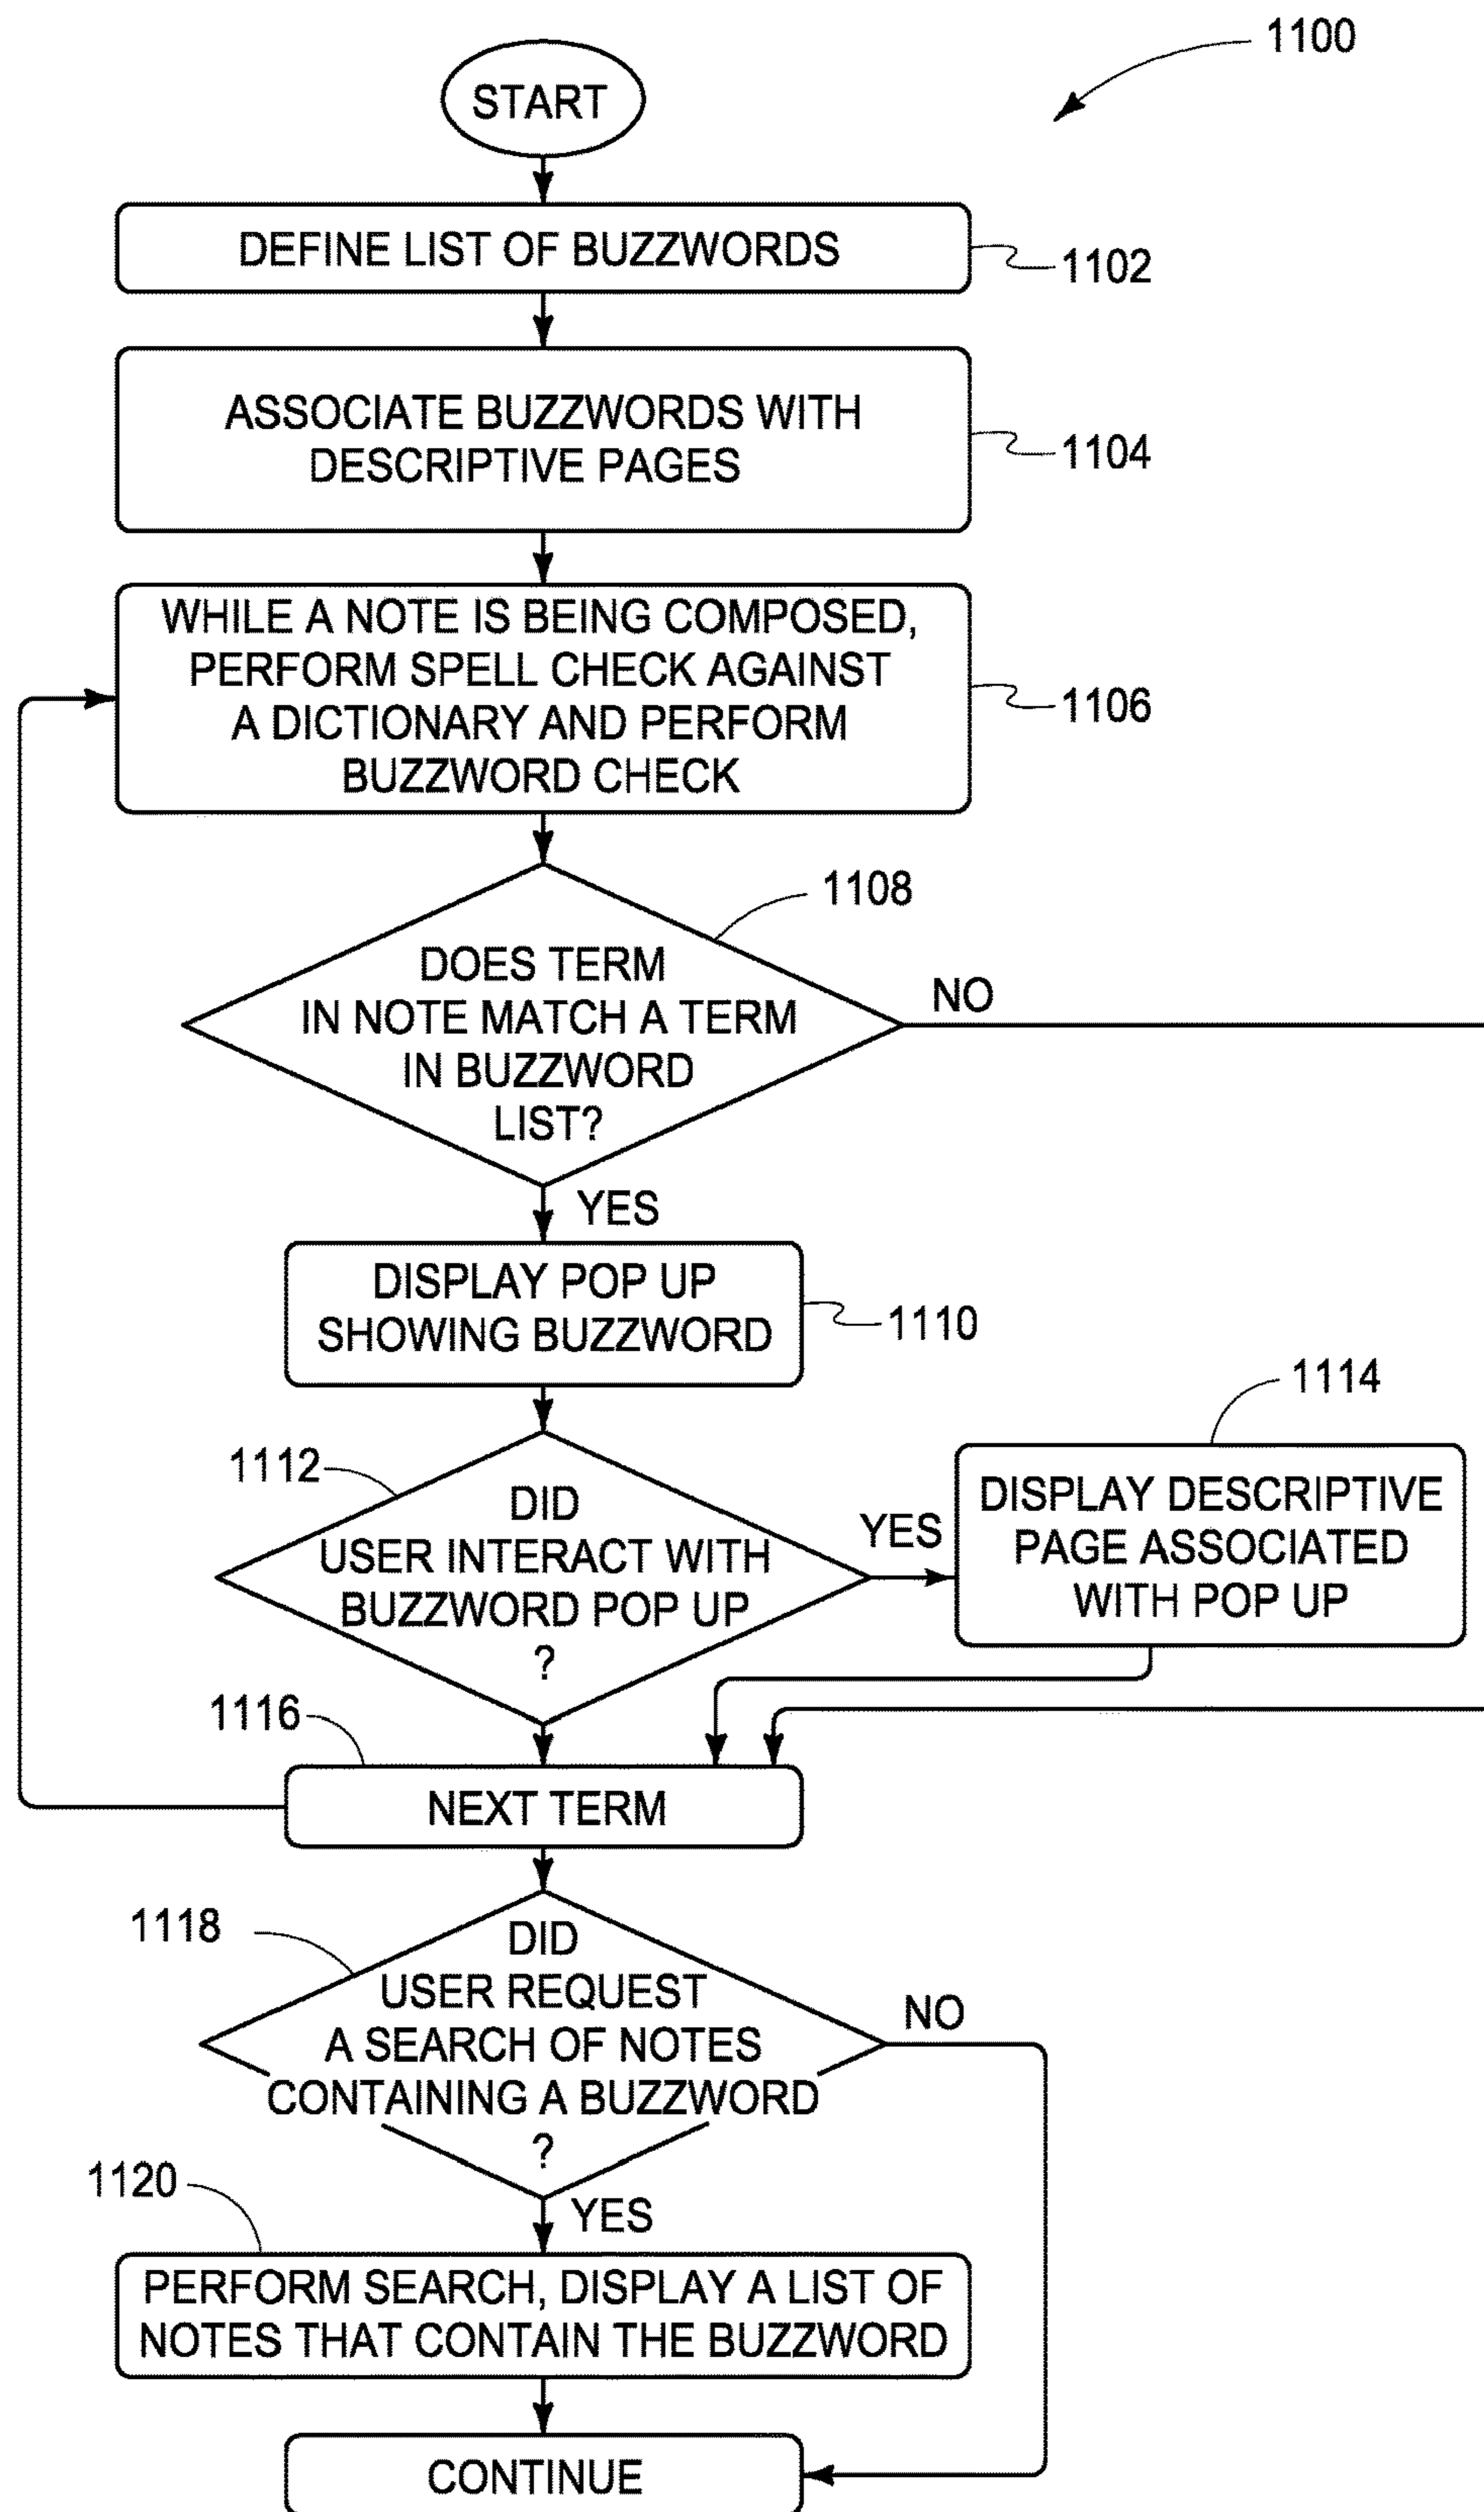 1100
START
DEFINE LIST OF BUZZWORDS
1102
ASSOCIATE BUZZWORDS WITH
DESCRIPTIVE PAGES
1104
WHILE A NOTE IS BEING COMPOSED,
PERFORM SPELL CHECK AGAINST
A DICTIONARY AND PERFORM
BUZZWORD CHECK
1106
1108
DOES TERM
IN NOTE MATCH A TERM
IN BUZZWORD
LIST?
NO
YES
DISPLAY POP UP
SHOWING BUZZWORD
1110
1112
DID
USER INTERACT WITH
BUZZWORD POP UP
?
YES
1114
DISPLAY DESCRIPTIVE
PAGE ASSOCIATED
WITH POP UP
1116
NEXT TERM
1118
DID
USER REQUEST
A SEARCH OF NOTES
CONTAINING A BUZZWORD
?
NO
YES
1120
PERFORM SEARCH, DISPLAY A LIST OF
NOTES THAT CONTAIN THE BUZZWORD
CONTINUE